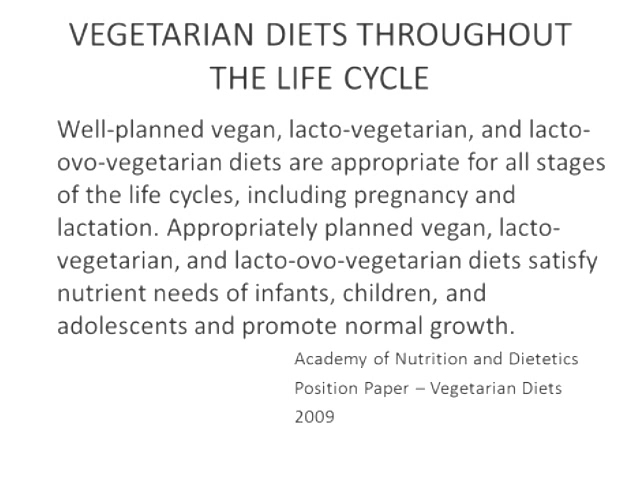 VEGETARIAN DIETS THROUGHOUT
THE LIFE CYCLE
Well-planned vegan, lacto-vegetarian, and lacto-
ovo-vegetarian diets are appropriate for all stages
of the life cycles, including pregnancy and
lactation. Appropriately planned vegan, lacto-
vegetarian, and lacto-ovo-vegetarian diets satisfy
nutrient needs of infants, children, and
adolescents and promote normal growth.
Academy of Nutrition and Dietetics
Position Paper – Vegetarian Diets
2009